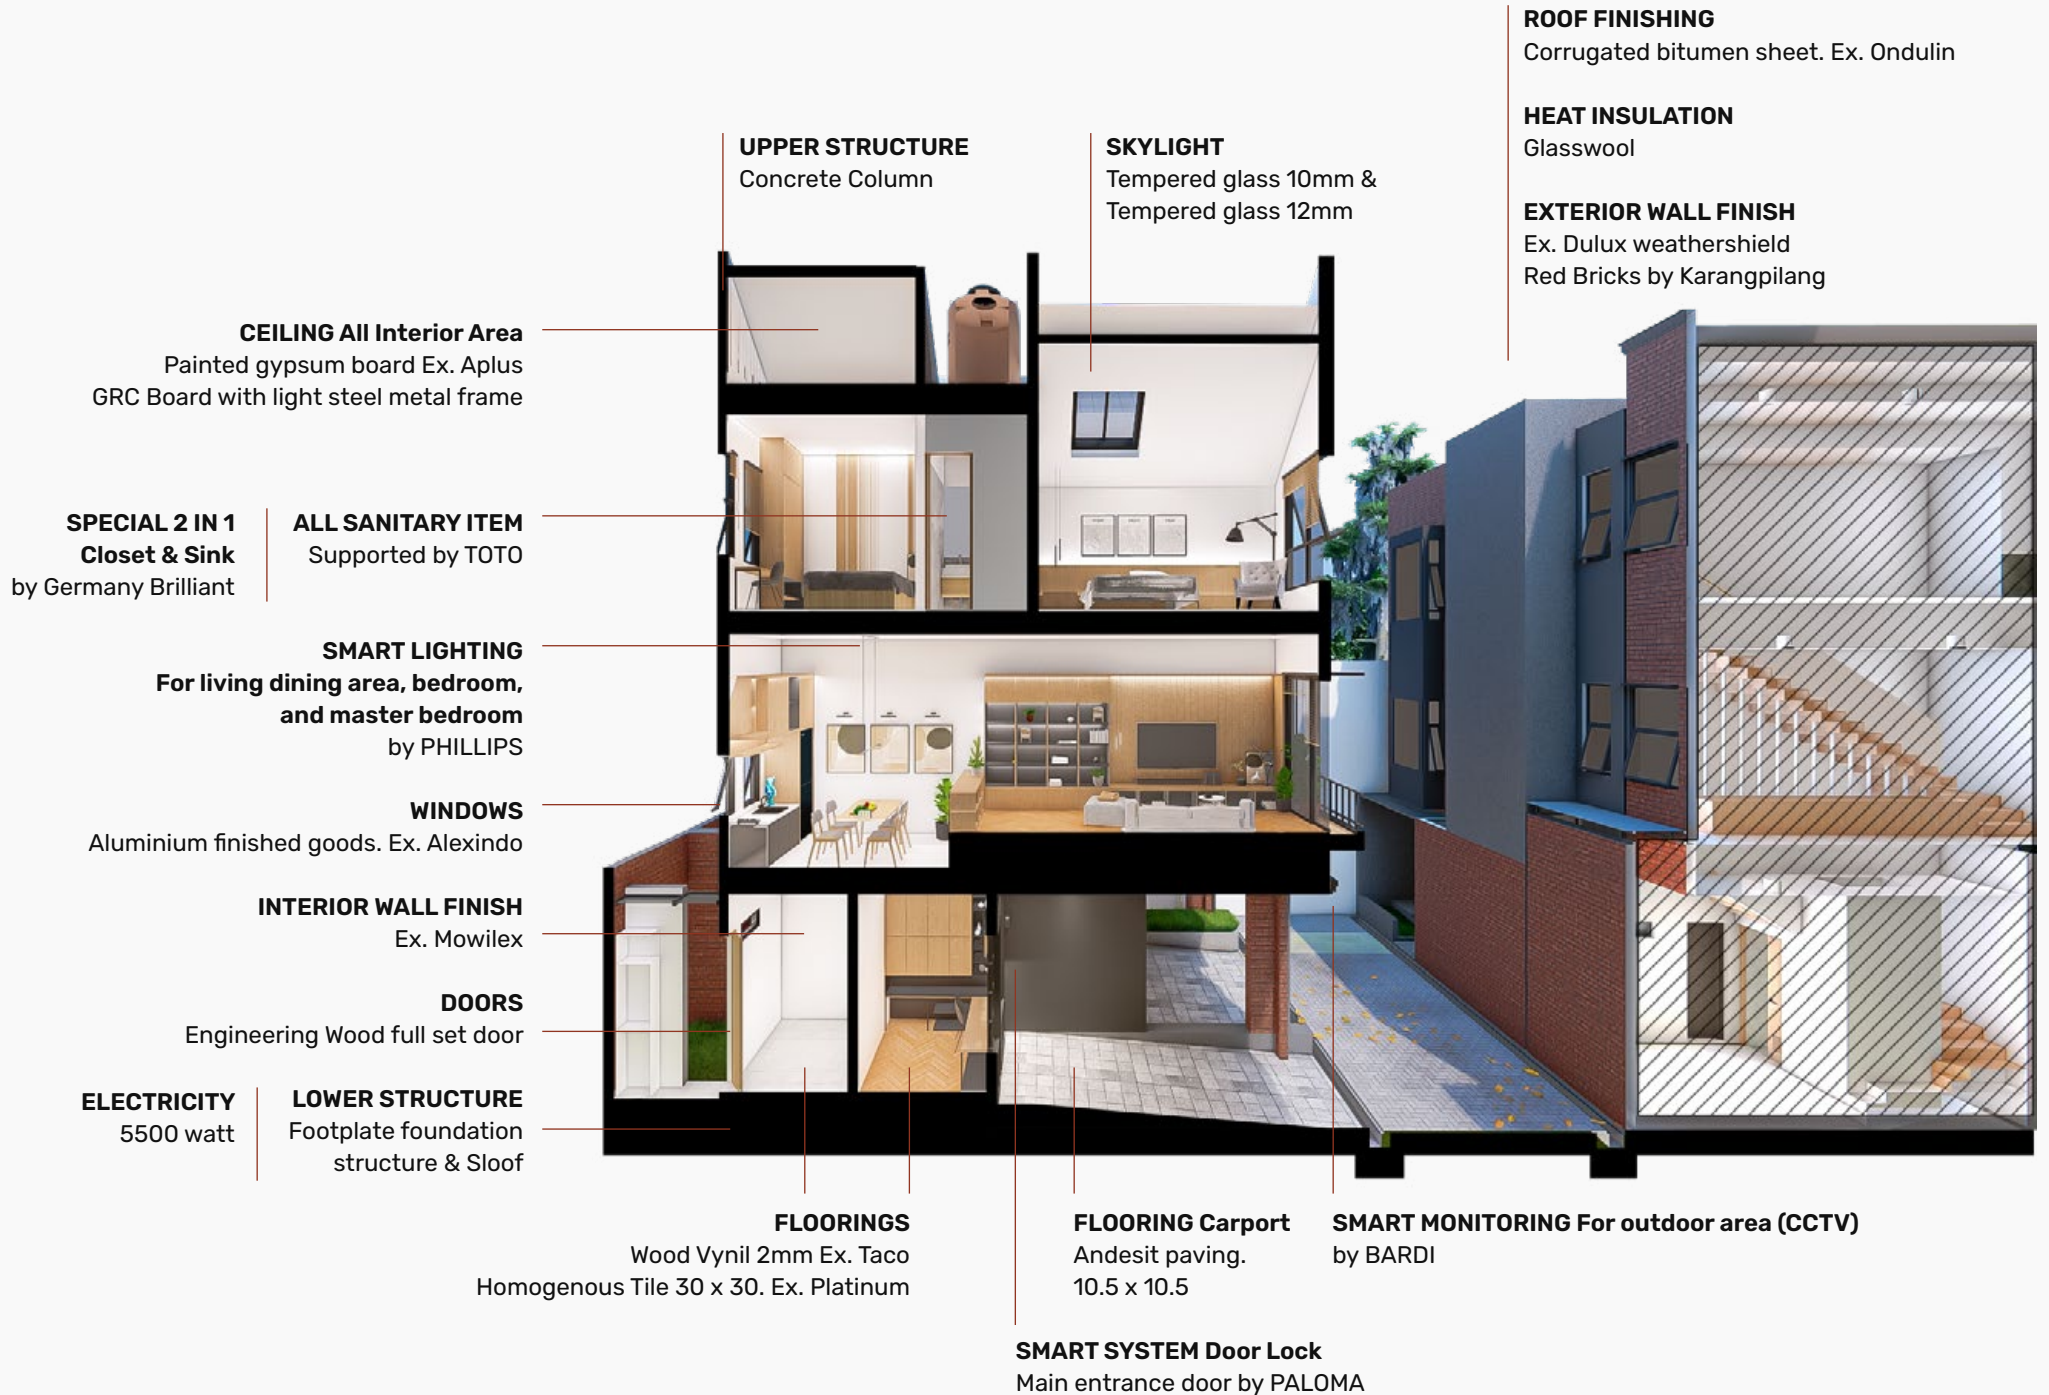 ROOF FINISHING
Corrugated bitumen sheet. Ex. Ondulin
HEAT INSULATION
Glasswool
EXTERIOR WALL FINISH
Ex. Dulux weathershield
Red Bricks by Karangpilang
UPPER STRUCTURE
Concrete Column
SKYLIGHT
Tempered glass 10mm &
Tempered glass 12mm
CEILING All Interior Area
Painted gypsum board Ex. Aplus
GRC Board with light steel metal frame
SPECIAL 2 IN 1
Closet & Sink
by Germany Brilliant
ALL SANITARY ITEM
Supported by TOTO
SMART LIGHTING
For living dining area, bedroom,
and master bedroom
by PHILLIPS
WINDOWS
Aluminium finished goods. Ex. Alexindo
INTERIOR WALL FINISH
Ex. Mowilex
DOORS
Engineering Wood full set door
ELECTRICITY
5500 watt
LOWER STRUCTURE
Footplate foundation
structure & Sloof
FLOORINGS
Wood Vynil 2mm Ex. Taco
Homogenous Tile 30 x 30. Ex. Platinum
FLOORING Carport
Andesit paving.
10.5 x 10.5
SMART MONITORING For outdoor area (CCTV)
by BARDI
SMART SYSTEM Door Lock
Main entrance door by PALOMA